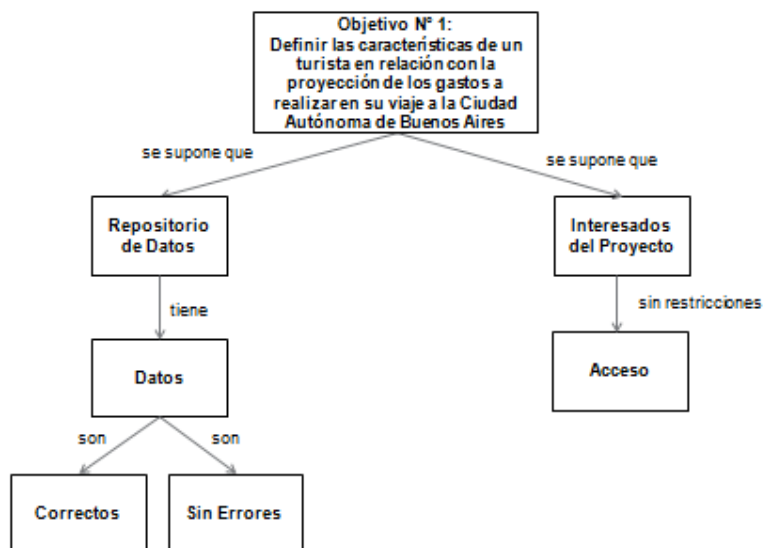 Objetivo N° 1:
Definir las características de un
turista en relación con la
proyección de los gastos a
realizar en su viaje a la Ciudad
Autónoma de Buenos Aires
se supone que
se supone que
Repositorio
de Datos
Interesados
del Proyecto
tiene
sin restricciones
Datos
Acceso
son
son
Correctos
Sin Errores